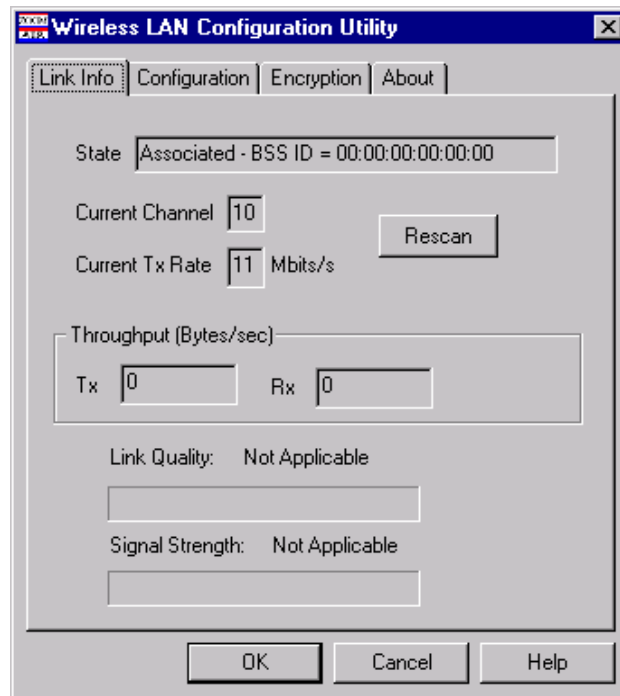 ZOOM Wireless LAN Configuration Utility
Link Info Configuration Encryption About
State Associated - BSS ID = 00:00:00:00:00:00
Current Channel 10
Rescan
Current Tx Rate 11 Mbits/s
Throughput (Bytes/sec)
Tx 0 Rx 0
Link Quality: Not Applicable
Signal Strength: Not Applicable
OK Cancel Help